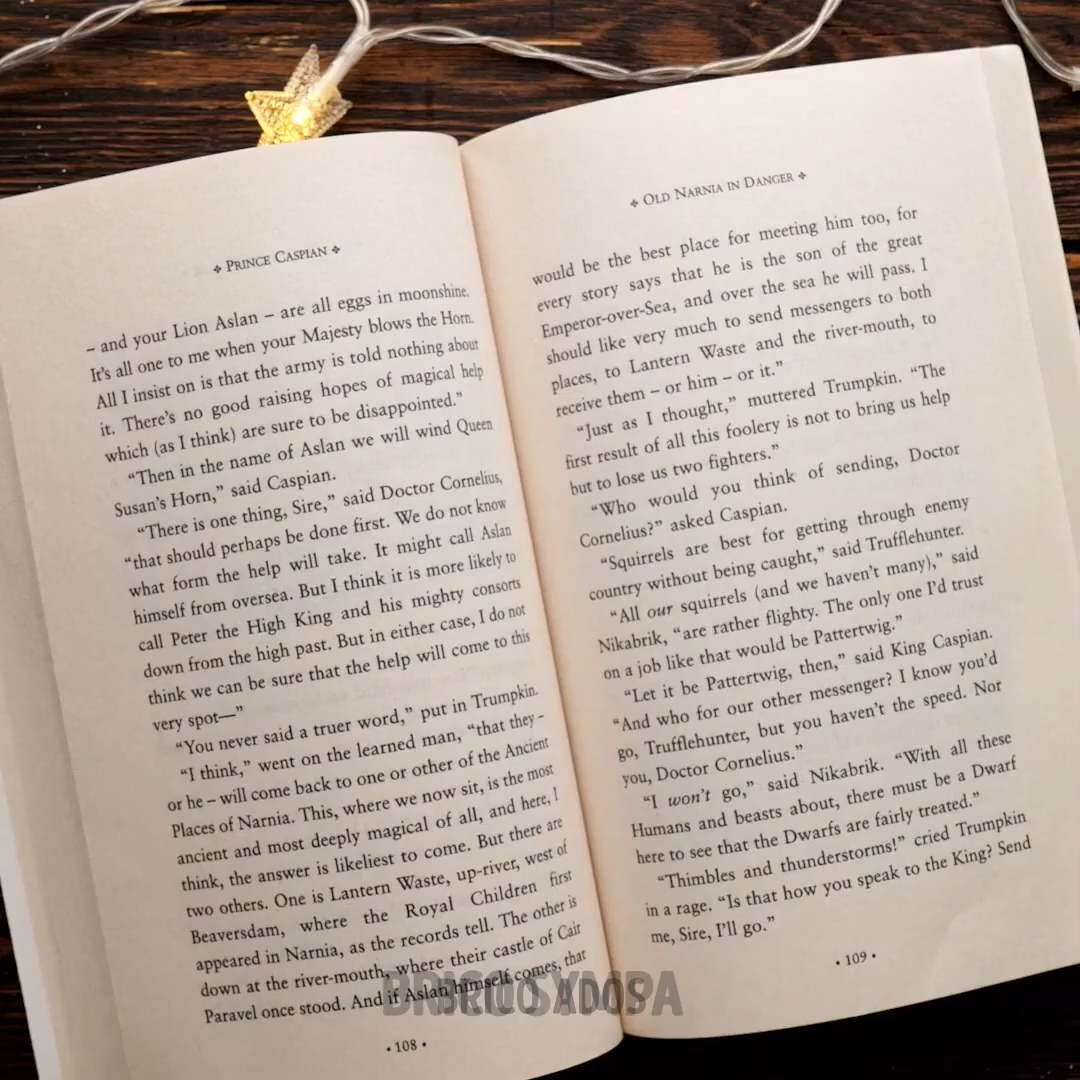 ❖ PRINCE CASPIAN ❖
– and your Lion Aslan – are all eggs in moonshine.
It’s all one to me when your Majesty blows the Horn.
All I insist on is that the army is told nothing about
it. There’s no good raising hopes of magical help
which (as I think) are sure to be disappointed.”
“Then in the name of Aslan we will wind Queen
Susan’s Horn,” said Caspian.
“There is one thing, Sire,” said Doctor Cornelius,
“that should perhaps be done first. We do not know
what form the help will take. It might call Aslan
himself from oversea. But I think it is more likely to
call Peter the High King and his mighty consorts
down from the high past. But in either case, I do not
think we can be sure that the help will come to this
very spot—”
“You never said a truer word,” put in Trumpkin.
“I think,” went on the learned man, “that they –
or he – will come back to one or other of the Ancient
Places of Narnia. This, where we now sit, is the most
ancient and most deeply magical of all, and here, I
think, the answer is likeliest to come. But there are
two others. One is Lantern Waste, up-river, west of
Beaversdam, where the Royal Children first
appeared in Narnia, as the records tell. The other is
down at the river-mouth, where their castle of Cair
Paravel once stood. And if Aslan himself comes, that
• 108 •
❖ OLD NARNIA IN DANGER ❖
would be the best place for meeting him too, for
every story says that he is the son of the great
Emperor-over-Sea, and over the sea he will pass. I
should like very much to send messengers to both
places, to Lantern Waste and the river-mouth, to
receive them – or him – or it.”
“Just as I thought,” muttered Trumpkin. “The
first result of all this foolery is not to bring us help
but to lose us two fighters.”
“Who would you think of sending, Doctor
Cornelius?” asked Caspian.
“Squirrels are best for getting through enemy
country without being caught,” said Trufflehunter.
“All our squirrels (and we haven’t many),” said
Nikabrik, “are rather flighty. The only one I’d trust
on a job like that would be Pattertwig.”
“Let it be Pattertwig, then,” said King Caspian.
“And who for our other messenger? I know you’d
go, Trufflehunter, but you haven’t the speed. Nor
you, Doctor Cornelius.”
“I won’t go,” said Nikabrik. “With all these
Humans and beasts about, there must be a Dwarf
here to see that the Dwarfs are fairly treated.”
“Thimbles and thunderstorms!” cried Trumpkin
in a rage. “Is that how you speak to the King? Send
me, Sire, I’ll go.”
• 109 •